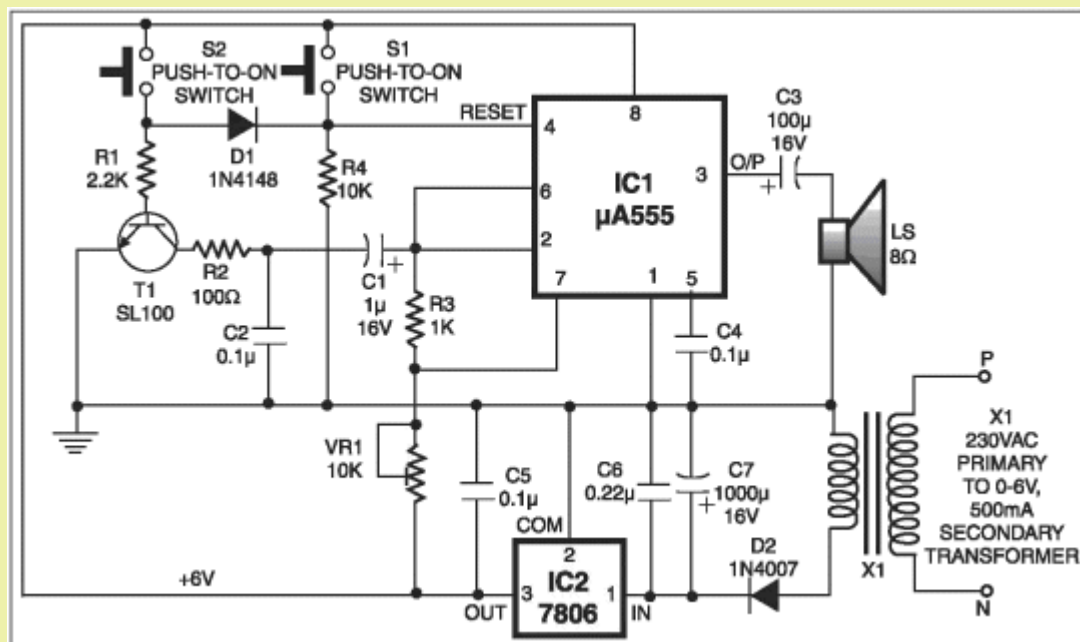 S2
PUSH-TO-ON
SWITCH
S1
PUSH-TO-ON
SWITCH
RESET
4
8
C3
100µ
16V
O/P
+
3
R1
2.2K
D1
1N4148
R4
10K
6
IC1
µA555
2
7
1
5
LS
8Ω
T1
SL100
R2
100Ω
C1
+
1µ
16V
R3
1K
C2
0.1µ
C4
0.1µ
P
X1
230VAC
PRIMARY
TO 0-6V,
500mA
SECONDARY
TRANSFORMER
N
X1
VR1
10K
C5
0.1µ
C6
0.22µ
C7
1000µ
+
16V
COM
2
IC2
7806
3
1
OUT
IN
D2
1N4007
+6V